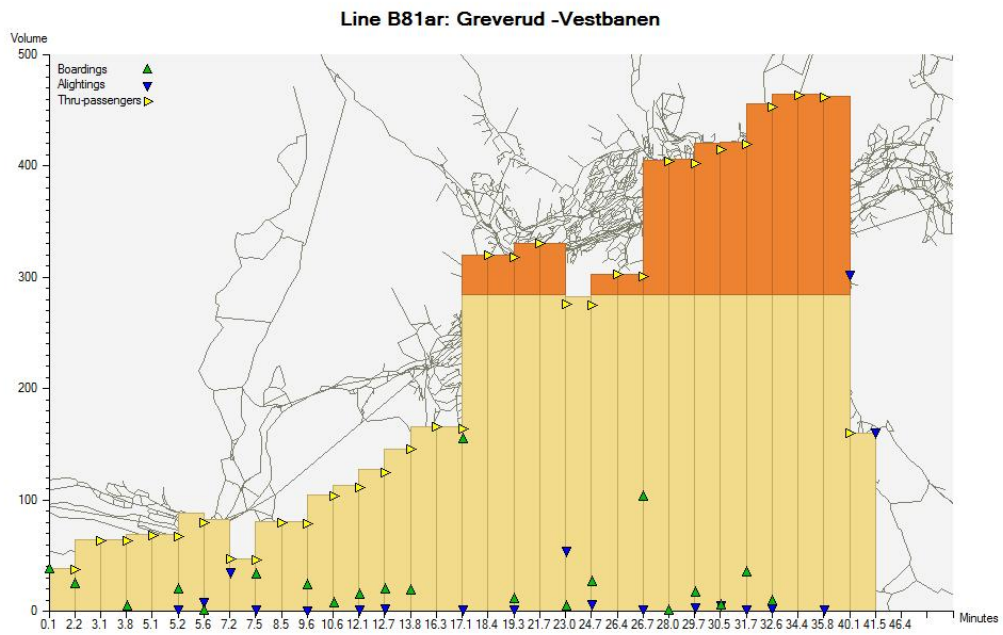 Line B81ar: Greverud -Vestbanen
Volume
500
Boardings
Alightings
Thru-passengers
400
300
200
100
0
0.1 2.2 3.1 3.8 5.1 5.2 5.6 7.2 7.5 8.5 9.6 10.6 12.1 12.7 13.8 16.3 17.1 18.4 19.3 21.7 23.0 24.7 26.4 26.7 28.0 29.7 30.5 31.7 32.6 34.4 35.8 40.1 41.5 46.4
Minutes